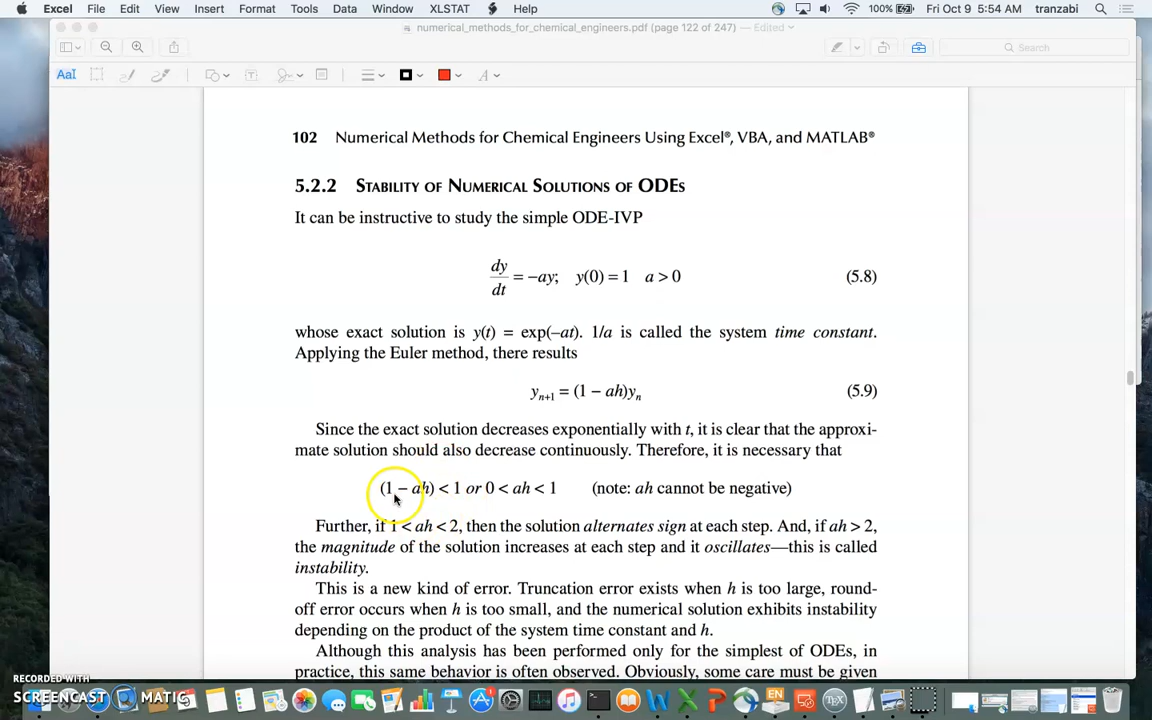 Excel File Edit View Insert Format Tools Data Window XLSTAT Help 100% Fri Oct 9 5:54 AM tranzabi
numerical_methods_for_chemical_engineers.pdf (page 122 of 247) — Edited
Search
AaI T A
102 Numerical Methods for Chemical Engineers Using Excel®, VBA, and MATLAB®
5.2.2 Stability of Numerical Solutions of ODEs
It can be instructive to study the simple ODE-IVP
dy/dt = −ay; y(0) = 1 a > 0 (5.8)
whose exact solution is y(t) = exp(−at). 1/a is called the system time constant.
Applying the Euler method, there results
yₙ₊₁ = (1 − ah)yₙ (5.9)
Since the exact solution decreases exponentially with t, it is clear that the approxi-
mate solution should also decrease continuously. Therefore, it is necessary that
(1 − ah) < 1 or 0 < ah < 1 (note: ah cannot be negative)
Further, if 1 < ah < 2, then the solution alternates sign at each step. And, if ah > 2,
the magnitude of the solution increases at each step and it oscillates—this is called
instability.
This is a new kind of error. Truncation error exists when h is too large, round-
off error occurs when h is too small, and the numerical solution exhibits instability
depending on the product of the system time constant and h.
Although this analysis has been performed only for the simplest of ODEs, in
practice, this same behavior is often observed. Obviously, some care must be given
RECORDED WITH
SCREENCAST MATIC